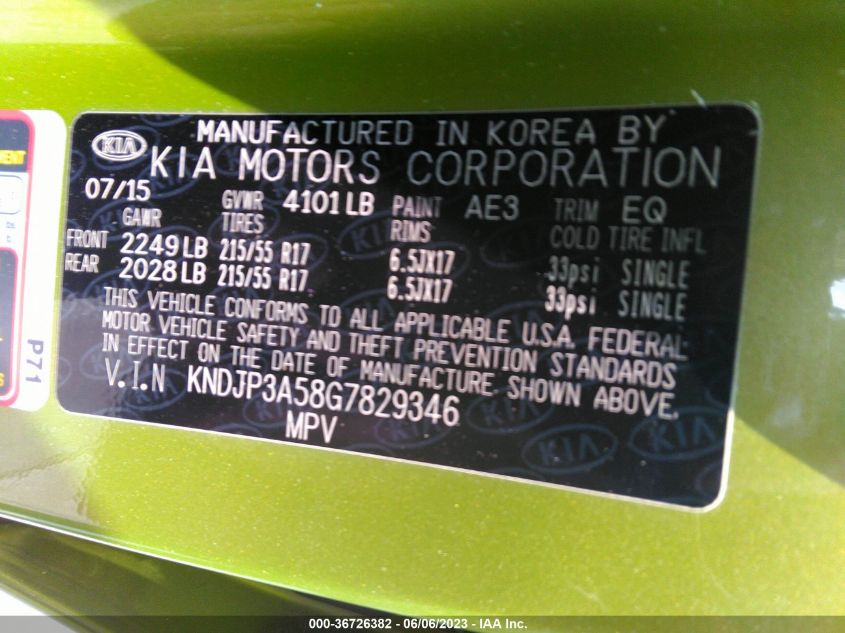 MANUFACTURED IN KOREA BY
KIA KIA MOTORS CORPORATION
07/15 GVWR 4101 LB PAINT AE3 TRIM EQ
GAWR TIRES RIMS COLD TIRE INFL
FRONT 2249 LB 215/55 R17 6.5JX17 33psi SINGLE
REAR 2028 LB 215/55 R17 6.5JX17 33psi SINGLE
THIS VEHICLE CONFORMS TO ALL APPLICABLE U.S.A. FEDERAL
MOTOR VEHICLE SAFETY AND THEFT PREVENTION STANDARDS
IN EFFECT ON THE DATE OF MANUFACTURE SHOWN ABOVE.
V.I.N KNDJP3A58G7829346
MPV
P71
000-36726382 - 06/06/2023 - IAA Inc.